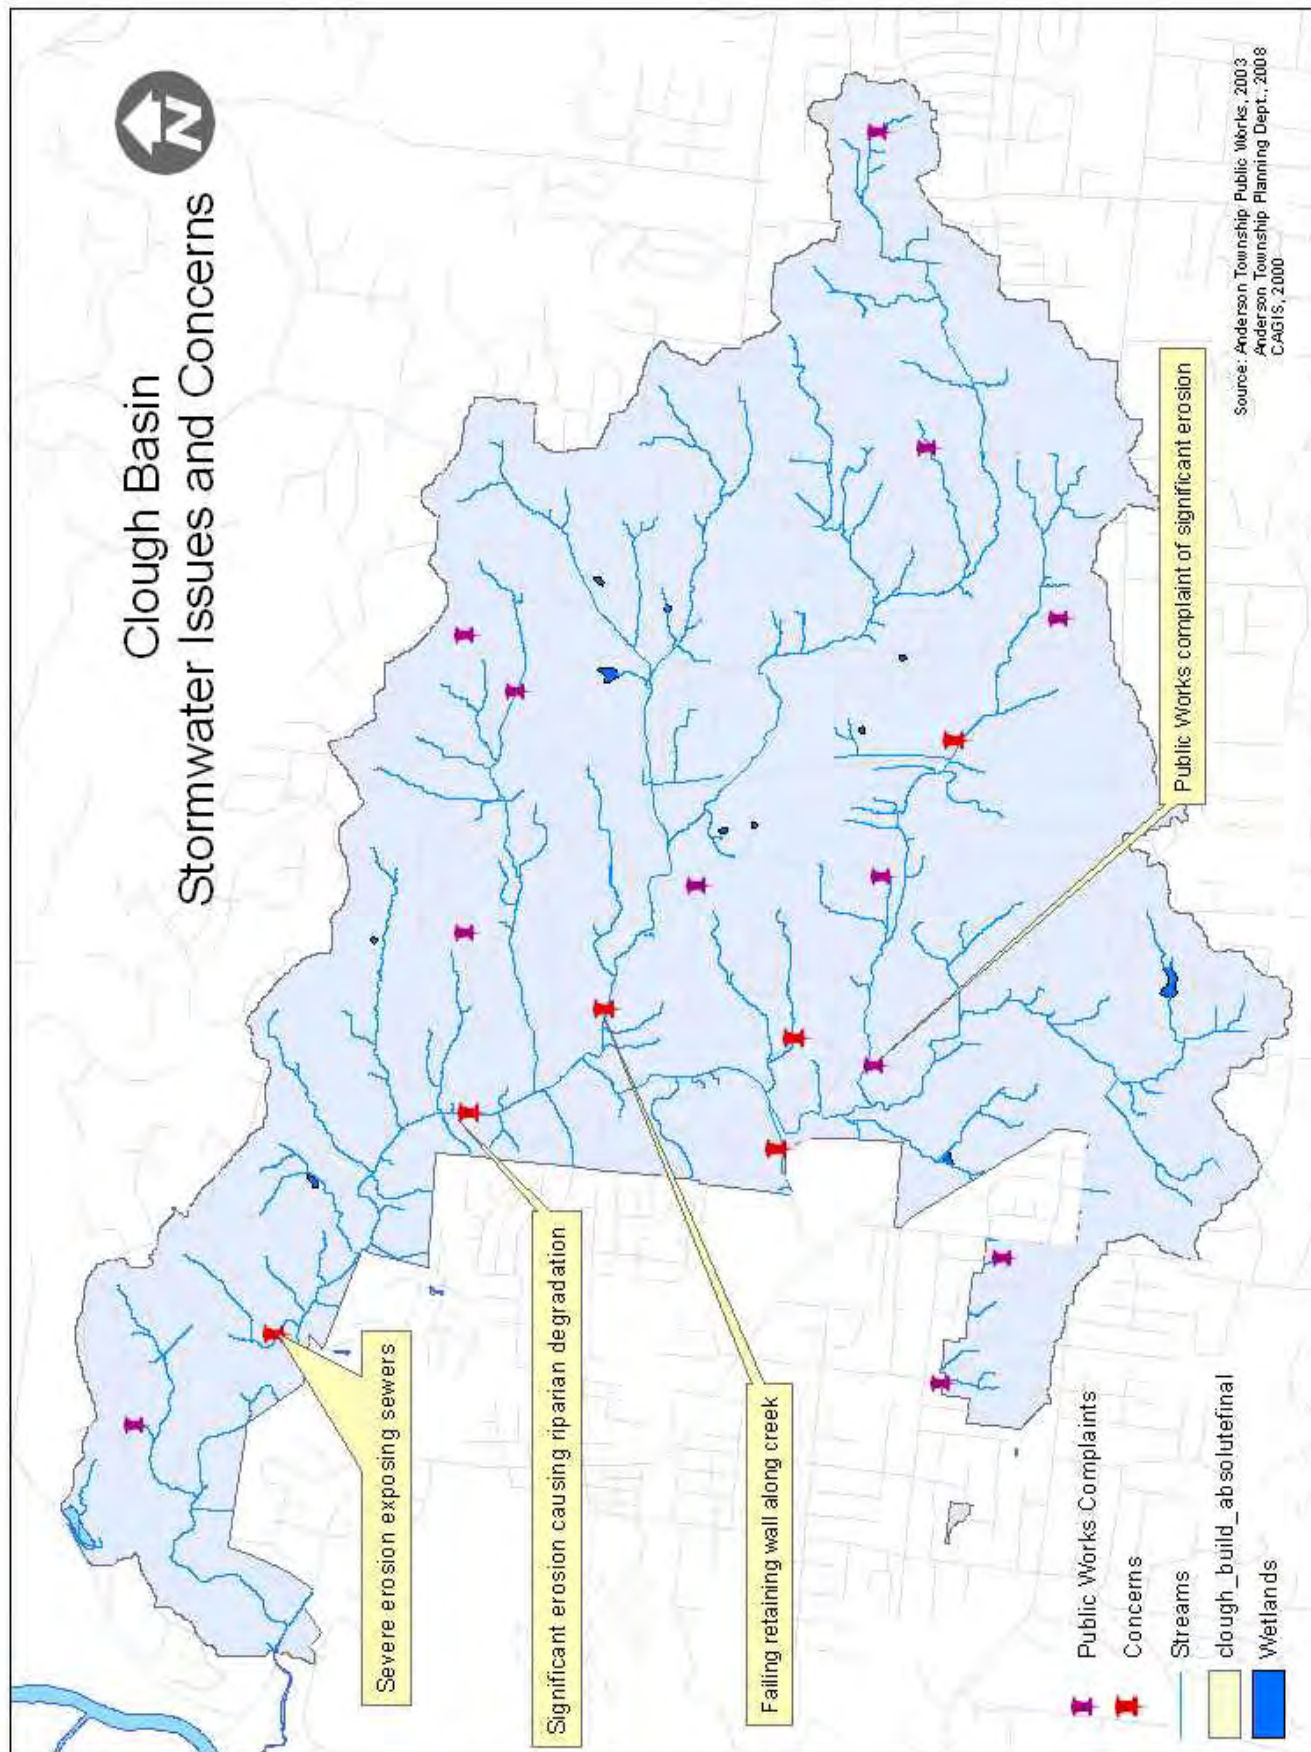 Clough Basin
Stormwater Issues and Concerns
N
Severe erosion exposing sewers
Significant erosion causing riparian degradation
Failing retaining wall along creek
Public Works complaint of significant erosion
Public Works Complaints
Concerns
Streams
clough_build_absolutefinal
Wetlands
Source: Anderson Township Public Works, 2003
Anderson Township Planning Dept., 2008
CAGIS, 2000